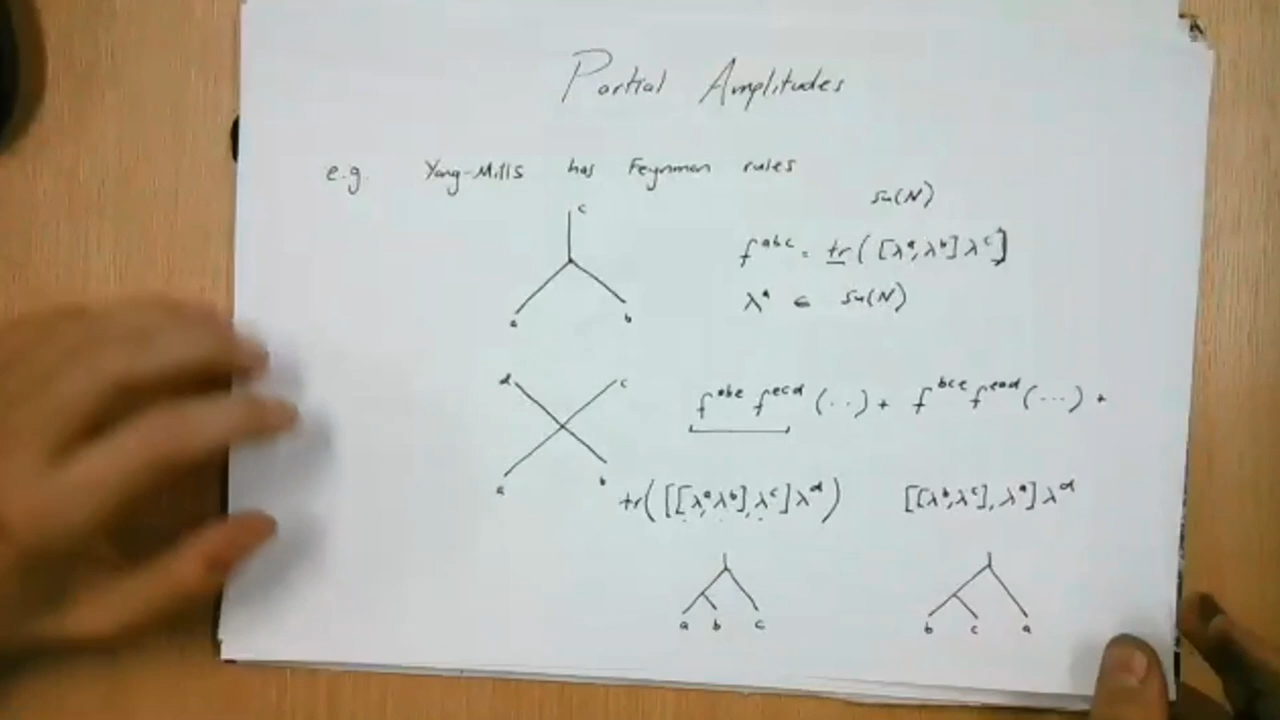 Partial Amplitudes
e.g. Yang-Mills has Feynman rules
su(N)
c
f^{abc} = tr([λ^a, λ^b] λ^c]
λ^a ∈ su(N)
a b
d c
f^{abe} f^{ecd} (..) + f^{bce} f^{ead} (...) +
a b
tr([[λ^a, λ^b], λ^c] λ^d) [[λ^b, λ^c], λ^a] λ^d
a b c b c a